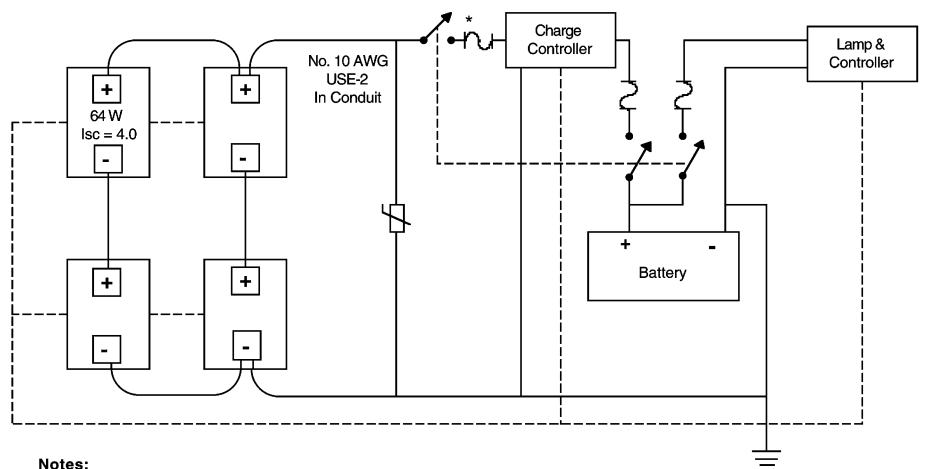 +
64 W
Isc = 4.0
-
+
-
+
-
+
-
No. 10 AWG
USE-2
In Conduit
*
Charge
Controller
Lamp &
Controller
+
-
Battery
Notes: